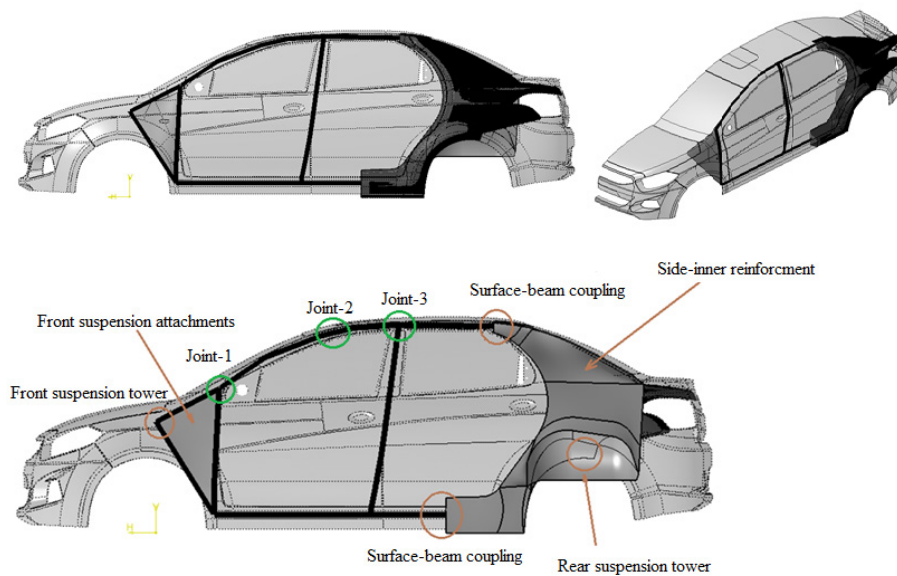 Side-inner reinforcment
Surface-beam coupling
Joint-3
Joint-2
Front suspension attachments
Joint-1
Front suspension tower
Surface-beam coupling
Rear suspension tower